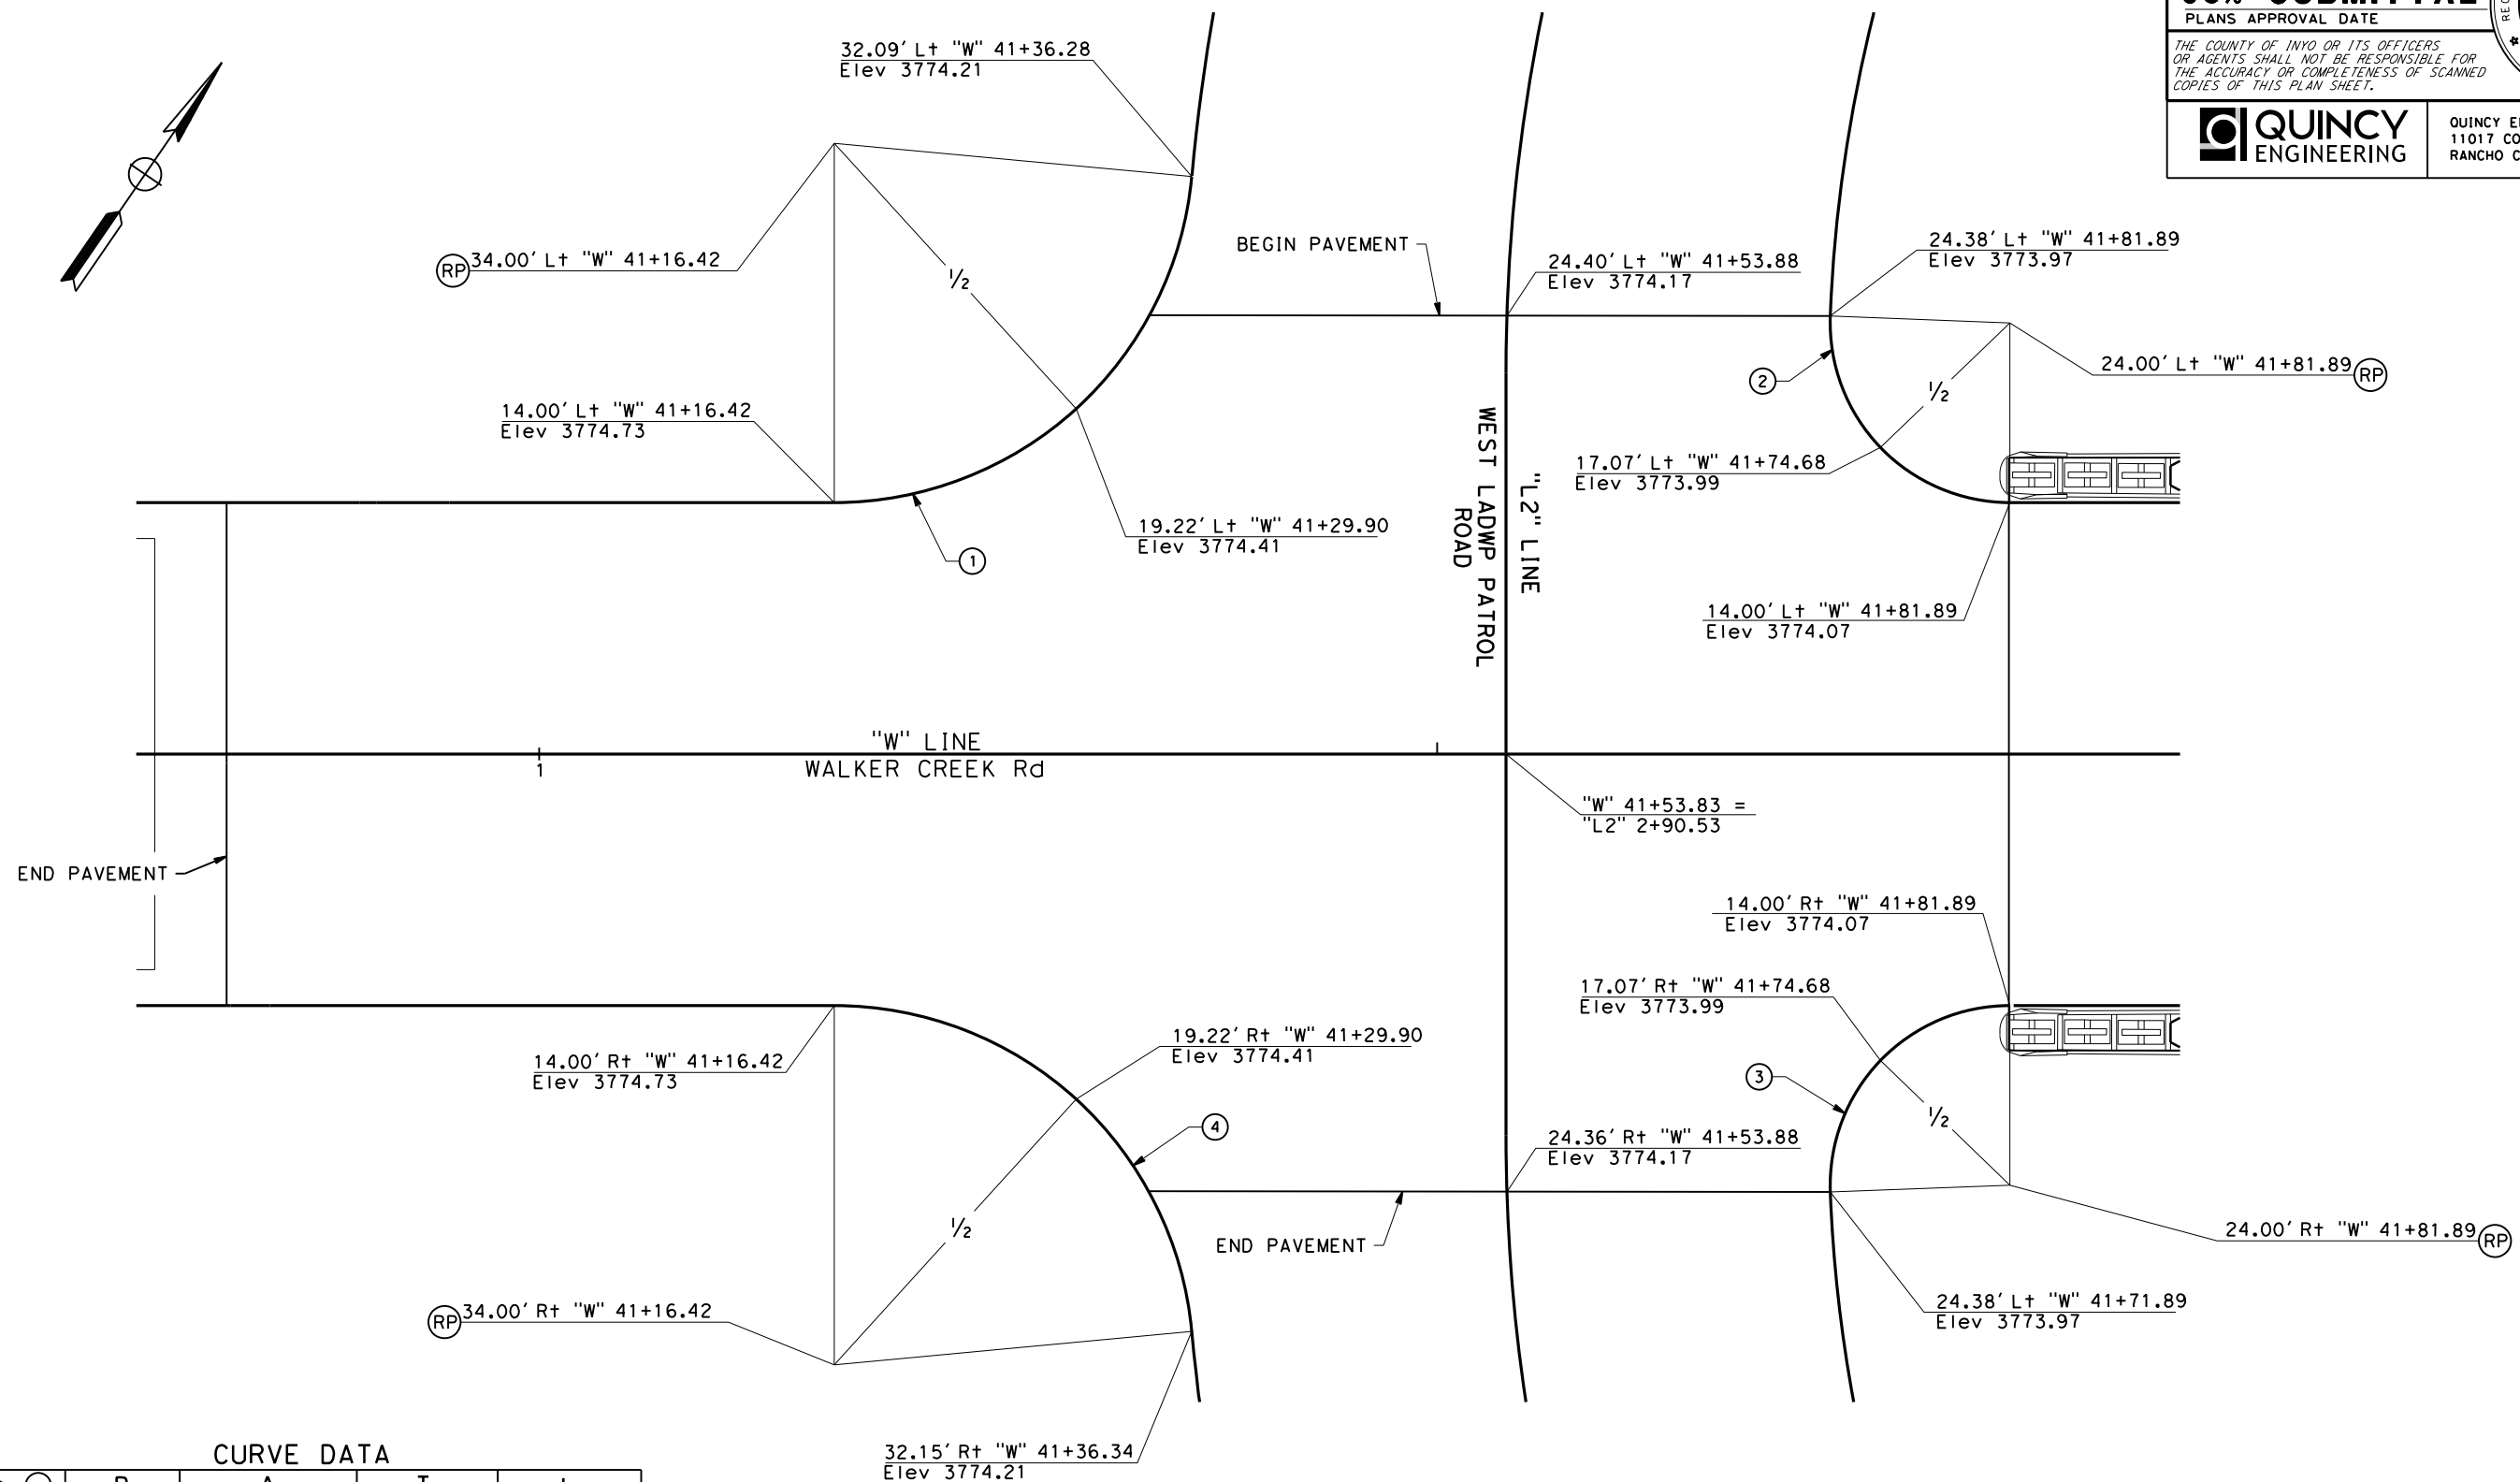 PLANS APPROVAL DATE
THE COUNTY OF INYO OR ITS OFFICERS
OR AGENTS SHALL NOT BE RESPONSIBLE FOR
THE ACCURACY OR COMPLETENESS OF SCANNED
COPIES OF THIS PLAN SHEET.
QUINCY
ENGINEERING
11017
32.09' Lt "W" 41+36.28
Elev 3774.21
RP 34.00' Lt "W" 41+16.42
1/2
BEGIN PAVEMENT
24.40' Lt "W" 41+53.88
Elev 3774.17
24.38' Lt "W" 41+81.89
Elev 3773.97
24.00' Lt "W" 41+81.89 RP
2
1/2
14.00' Lt "W" 41+16.42
Elev 3774.73
17.07' Lt "W" 41+74.68
Elev 3773.99
19.22' Lt "W" 41+29.90
Elev 3774.41
1
WEST LADWP PATROL
ROAD
"L2" LINE
14.00' Lt "W" 41+81.89
Elev 3774.07
"W" LINE
1
WALKER CREEK Rd
"W" 41+53.83 =
"L2" 2+90.53
END PAVEMENT
14.00' Rt "W" 41+81.89
Elev 3774.07
17.07' Rt "W" 41+74.68
Elev 3773.99
14.00' Rt "W" 41+16.42
Elev 3774.73
19.22' Rt "W" 41+29.90
Elev 3774.41
3
1/2
4
24.36' Rt "W" 41+53.88
Elev 3774.17
1/2
END PAVEMENT
24.00' Rt "W" 41+81.89 RP
RP 34.00' Rt "W" 41+16.42
24.38' Lt "W" 41+71.89
Elev 3773.97
32.15' Rt "W" 41+36.34
Elev 3774.21
CURVE DATA